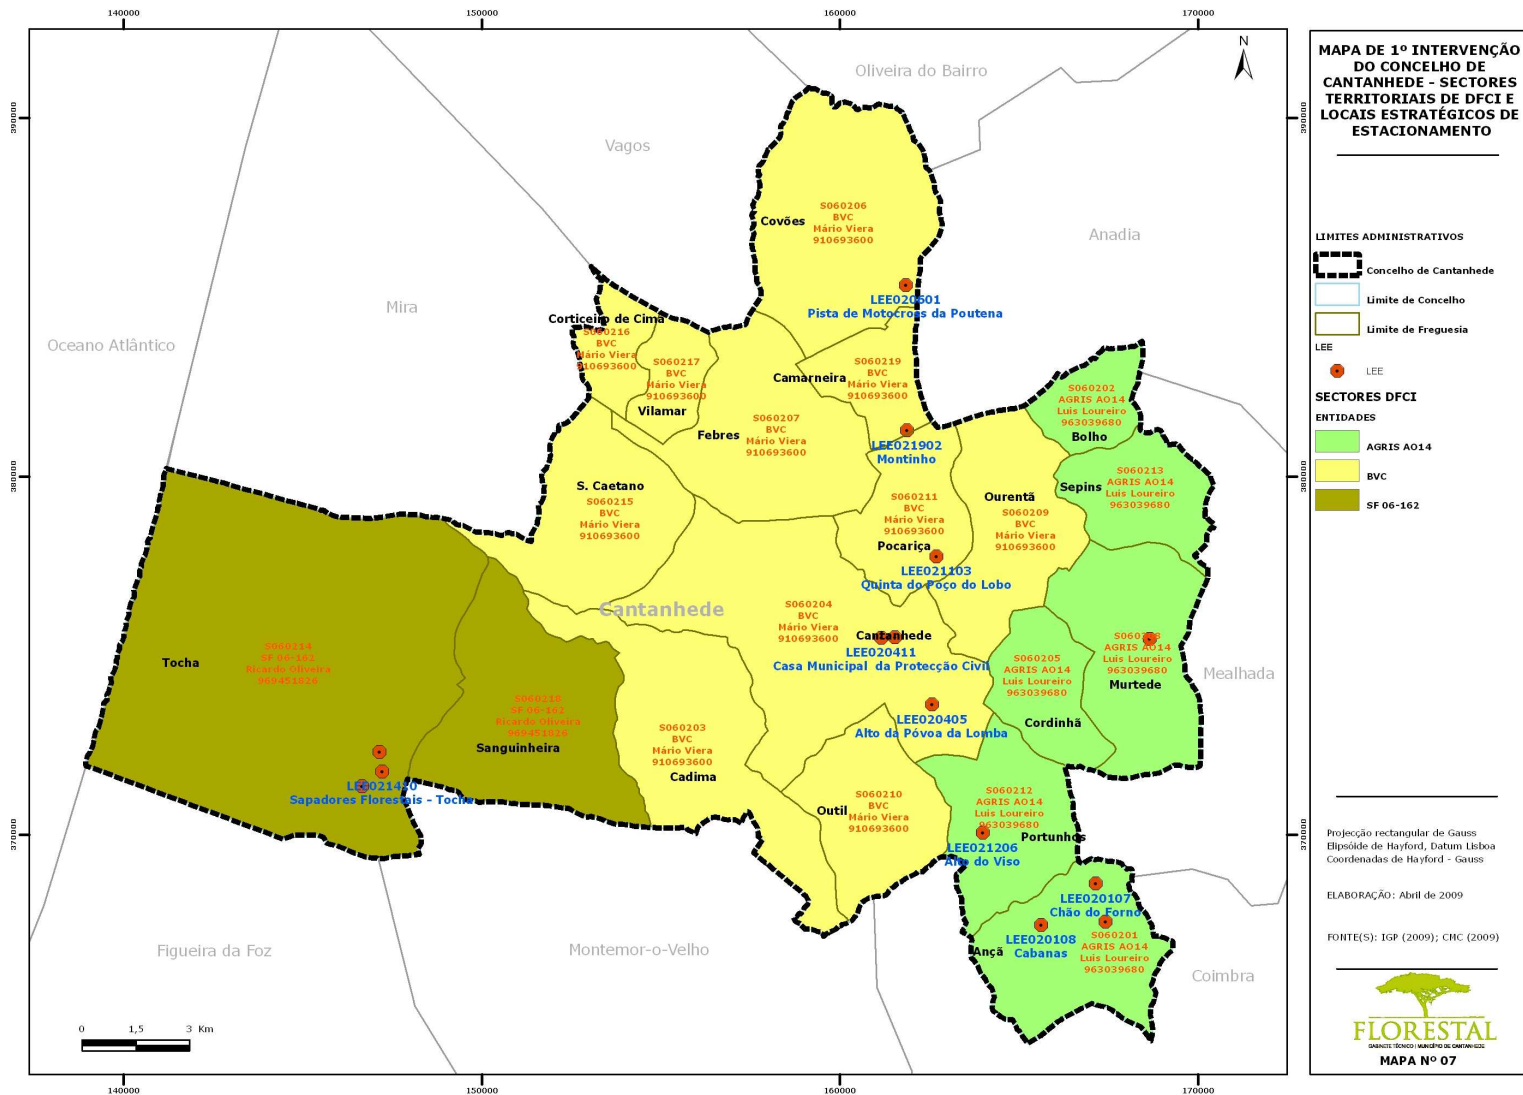 140000
150000
160000
170000
390000
380000
370000
390000
380000
370000
140000
150000
160000
170000
N
Oliveira do Bairro
Vagos
Anadia
Mira
Oceano Atlântico
Cantanhede
Mealhada
Figueira da Foz
Montemor-o-Velho
Coimbra
Covões
S060206
BVC
Mário Viera
910693600
LEE020601
Pista de Motocroes da Poutena
Corticeiro de Cima
S060216
BVC
Mário Viera
910693600
S060217
BVC
Mário Viera
910693600
Vilamar
Camarneira
S060219
BVC
Mário Viera
910693600
Febres
S060207
BVC
Mário Viera
910693600
LEE021902
Montinho
S060202
AGRIS AO14
Luis Loureiro
963039680
Bolho
Sepins
S060213
AGRIS AO14
Luis Loureiro
963039680
S. Caetano
S060215
BVC
Mário Viera
910693600
S060211
BVC
Mário Viera
910693600
Pocariça
LEE021103
Quinta do Poço do Lobo
Ourentã
S060209
BVC
Mário Viera
910693600
S060204
BVC
Mário Viera
910693600
Cantanhede
LEE020411
Casa Municipal da Protecção Civil
LEE020405
Alto da Póvoa da Lomba
S060205
AGRIS AO14
Luis Loureiro
963039680
Cordinhã
AGRIS AO14
Luis Loureiro
963039680
Murtede
Tocha
S060214
SF 06-162
Ricardo Oliveira
969451826
Sapadores Florestais - Tocha
S060218
SF 06-162
Ricardo Oliveira
969451826
Sanguinheira
S060203
BVC
Mário Viera
910693600
Cadima
Outil
S060210
BVC
Mário Viera
910693600
S060212
AGRIS AO14
Luis Loureiro
963039680
Portunhos
LEE021206
Alto do Viso
LEE020107
Chão do Forno
LEE020108
Cabanas
Ançã
S060201
AGRIS AO14
Luis Loureiro
963039680
0 1,5 3 Km
MAPA DE 1º INTERVENÇÃO
DO CONCELHO DE
CANTANHEDE - SECTORES
TERRITORIAIS DE DFCI E
LOCAIS ESTRATÉGICOS DE
ESTACIONAMENTO
LIMITES ADMINISTRATIVOS
Concelho de Cantanhede
Limite de Concelho
Limite de Freguesia
LEE
LEE
SECTORES DFCI
ENTIDADES
AGRIS AO14
BVC
SF 06-162
Projecção rectangular de Gauss
Elipsóide de Hayford, Datum Lisboa
Coordenadas de Hayford - Gauss
ELABORAÇÃO: Abril de 2009
FONTE(S): IGP (2009); CMC (2009)
FLORESTAL
GABINETE TÉCNICO | MUNICÍPIO DE CANTANHEDE
MAPA Nº 07